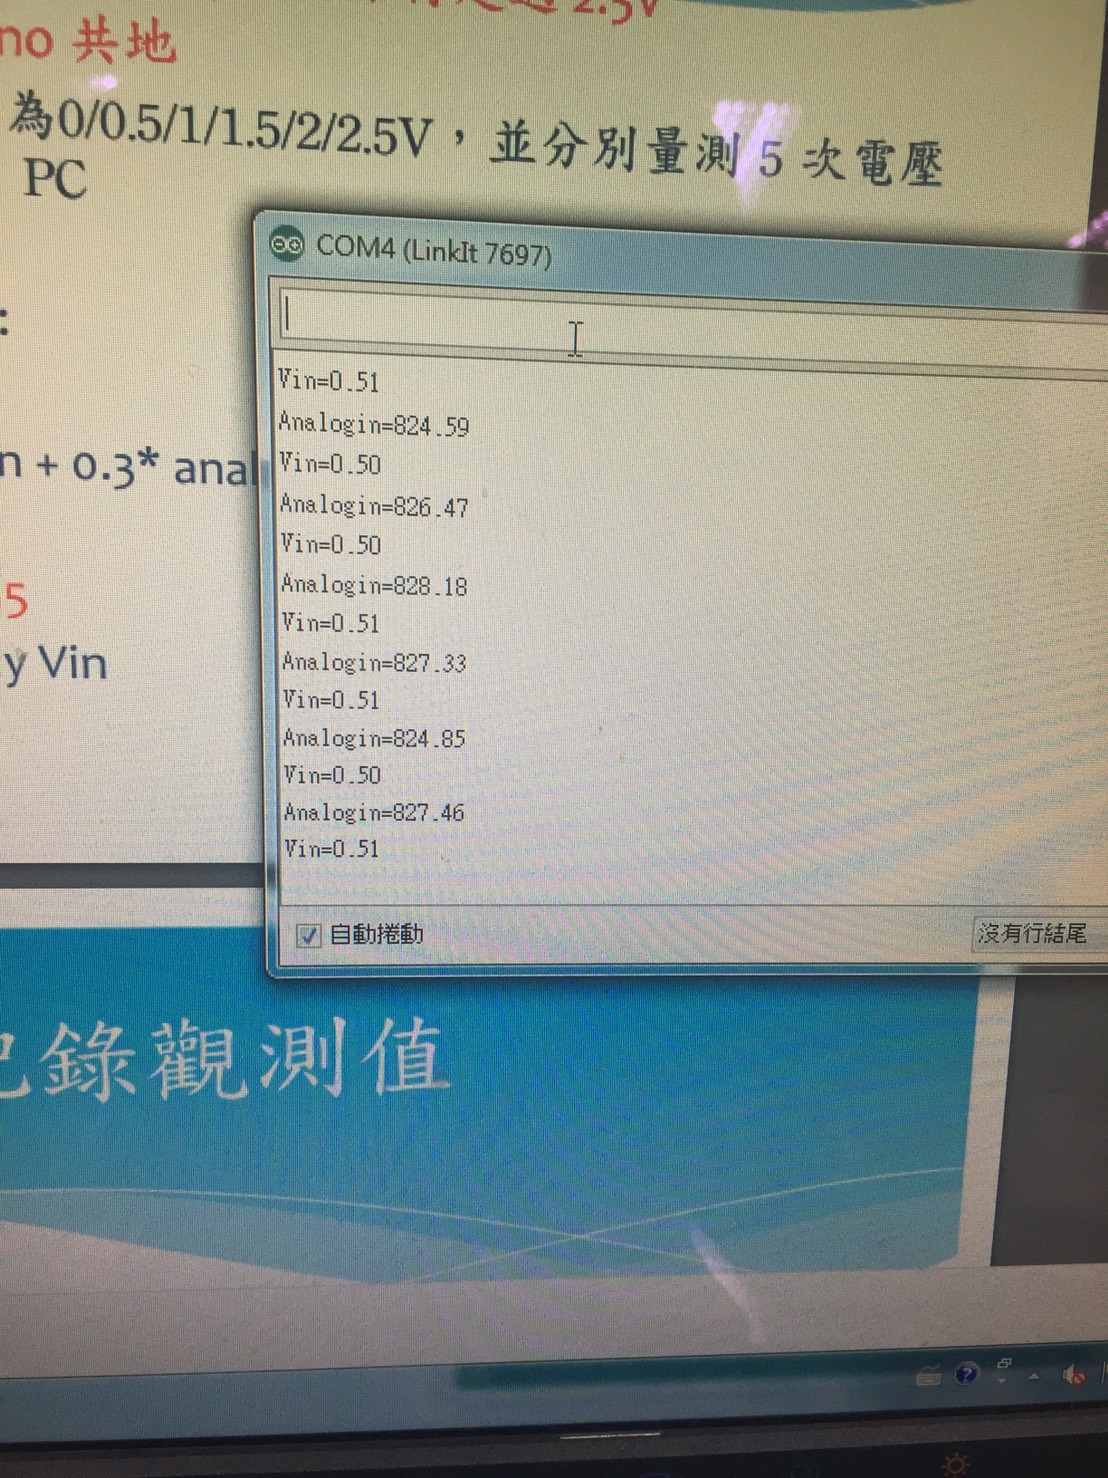 2.5V
no 共地
為0/0.5/1/1.5/2/2.5V，並分別量測 5 次電壓
PC
COM4 (LinkIt 7697)
:
Vin=0.51
Analogin=824.59
n + 0.3* anal
Vin=0.50
Analogin=826.47
Vin=0.50
Analogin=828.18
5
Vin=0.51
y Vin
Analogin=827.33
Vin=0.51
Analogin=824.85
Vin=0.50
Analogin=827.46
Vin=0.51
自動捲動
沒有行結尾
錄觀測值